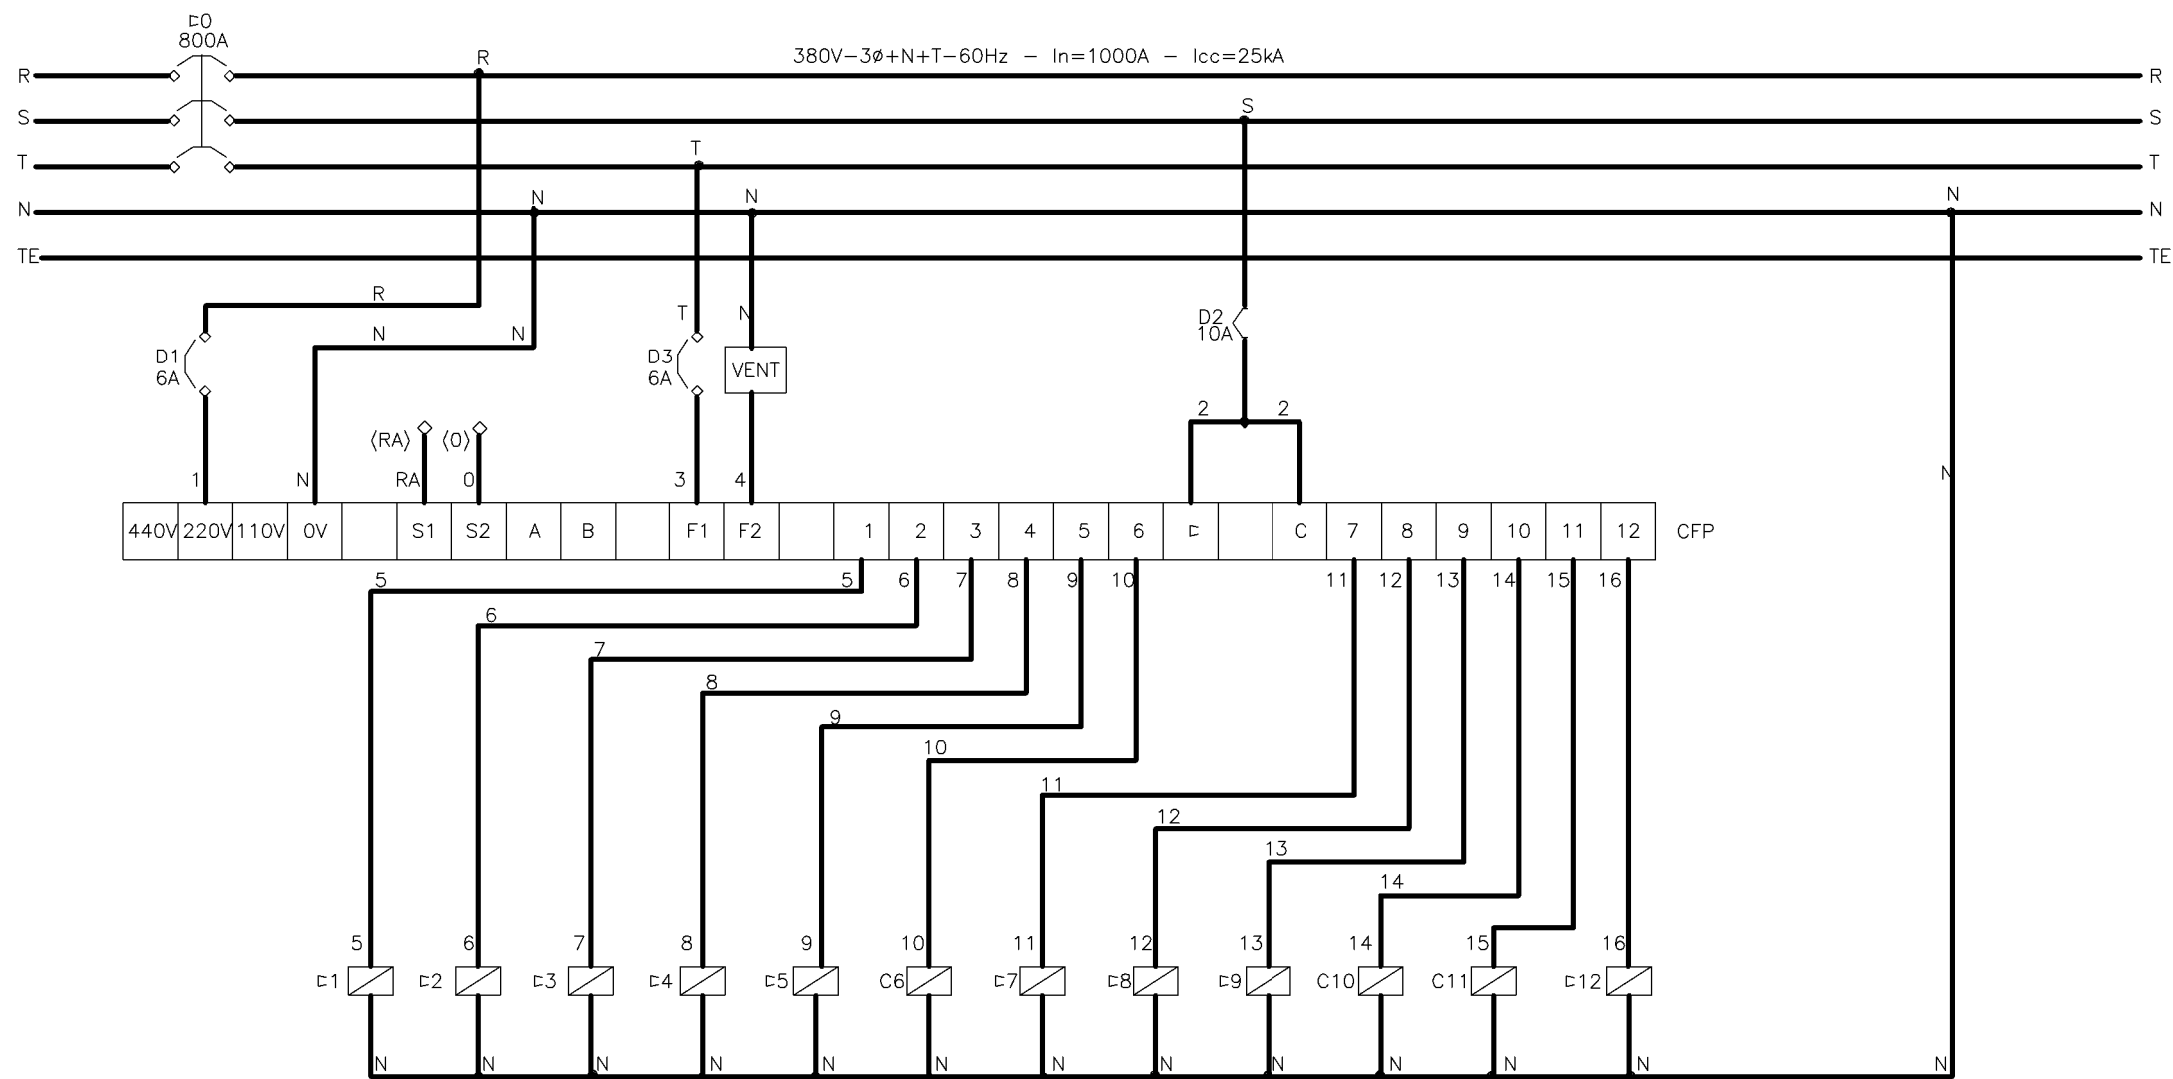 C0
800A
R 380V-3ø+N+T-60Hz - In=1000A - Icc=25kA
R R
S
S S
T
T T
N N N
N N
TE TE
R
T N
N N
D2
10A
D1
6A
D3
6A
VENT
2 2
(RA) (0)
1 N RA 0 3 4 N
440V 220V 110V 0V S1 S2 A B F1 F2 1 2 3 4 5 6 C C 7 8 9 10 11 12 CFP
5 5 6 7 8 9 10 11 12 13 14 15 16
6
7
8
9
10
11
12
13
14
5 6 7 8 9 10 11 12 13 14 15 16
C1 C2 C3 C4 C5 C6 C7 C8 C9 C10 C11 C12
N N N N N N N N N N N N N